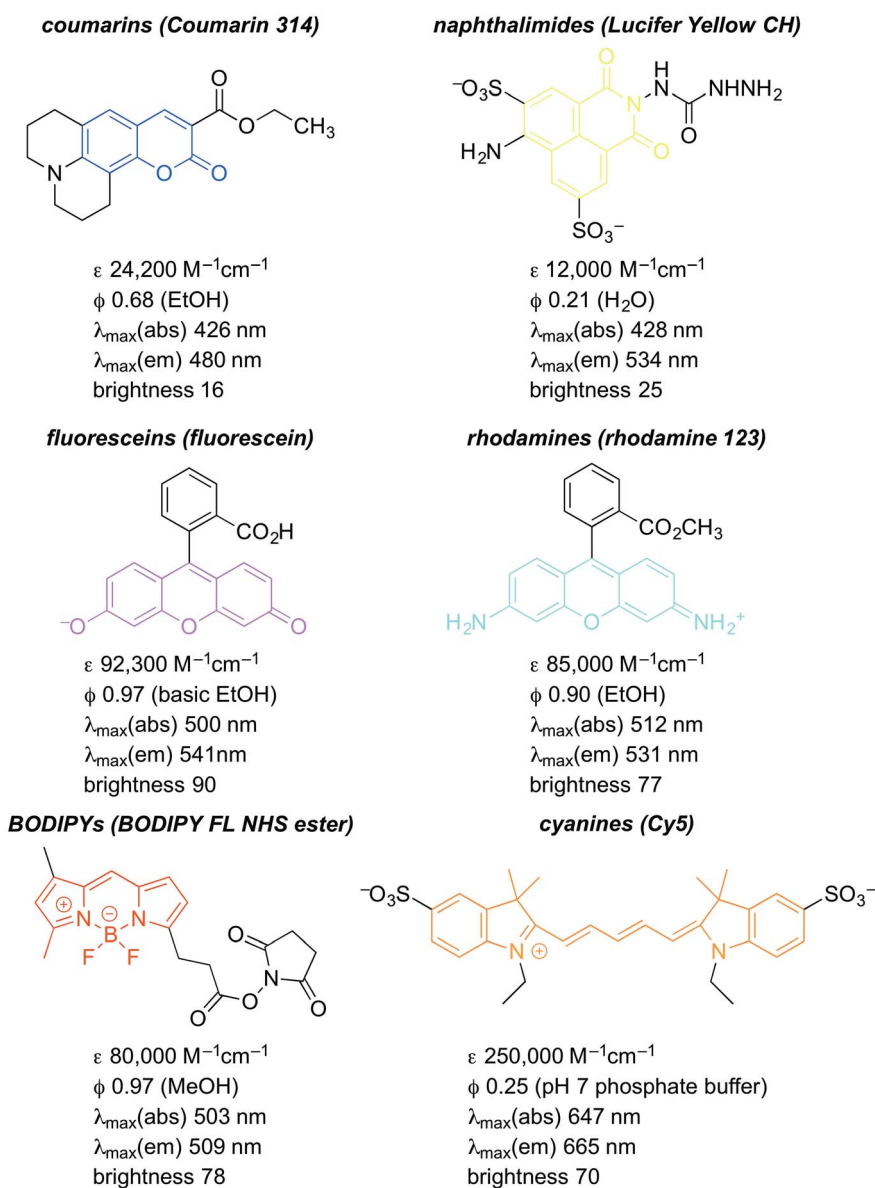 coumarins (Coumarin 314)
O
O
CH₃
N
O
O
ε 24,200 M⁻¹cm⁻¹
ϕ 0.68 (EtOH)
λmax(abs) 426 nm
λmax(em) 480 nm
brightness 16
naphthalimides (Lucifer Yellow CH)
O
H
⁻O₃S
N
N
NHNH₂
O
H₂N
O
SO₃⁻
ε 12,000 M⁻¹cm⁻¹
ϕ 0.21 (H₂O)
λmax(abs) 428 nm
λmax(em) 534 nm
brightness 25
fluoresceins (fluorescein)
CO₂H
⁻O
O
O
ε 92,300 M⁻¹cm⁻¹
ϕ 0.97 (basic EtOH)
λmax(abs) 500 nm
λmax(em) 541nm
brightness 90
rhodamines (rhodamine 123)
CO₂CH₃
H₂N
O
NH₂⁺
ε 85,000 M⁻¹cm⁻¹
ϕ 0.90 (EtOH)
λmax(abs) 512 nm
λmax(em) 531 nm
brightness 77
BODIPYs (BODIPY FL NHS ester)
⊕
⊖
N
B
N
F
F
O
N
O
O
O
ε 80,000 M⁻¹cm⁻¹
ϕ 0.97 (MeOH)
λmax(abs) 503 nm
λmax(em) 509 nm
brightness 78
cyanines (Cy5)
⁻O₃S
SO₃⁻
N
⊕
N
ε 250,000 M⁻¹cm⁻¹
ϕ 0.25 (pH 7 phosphate buffer)
λmax(abs) 647 nm
λmax(em) 665 nm
brightness 70